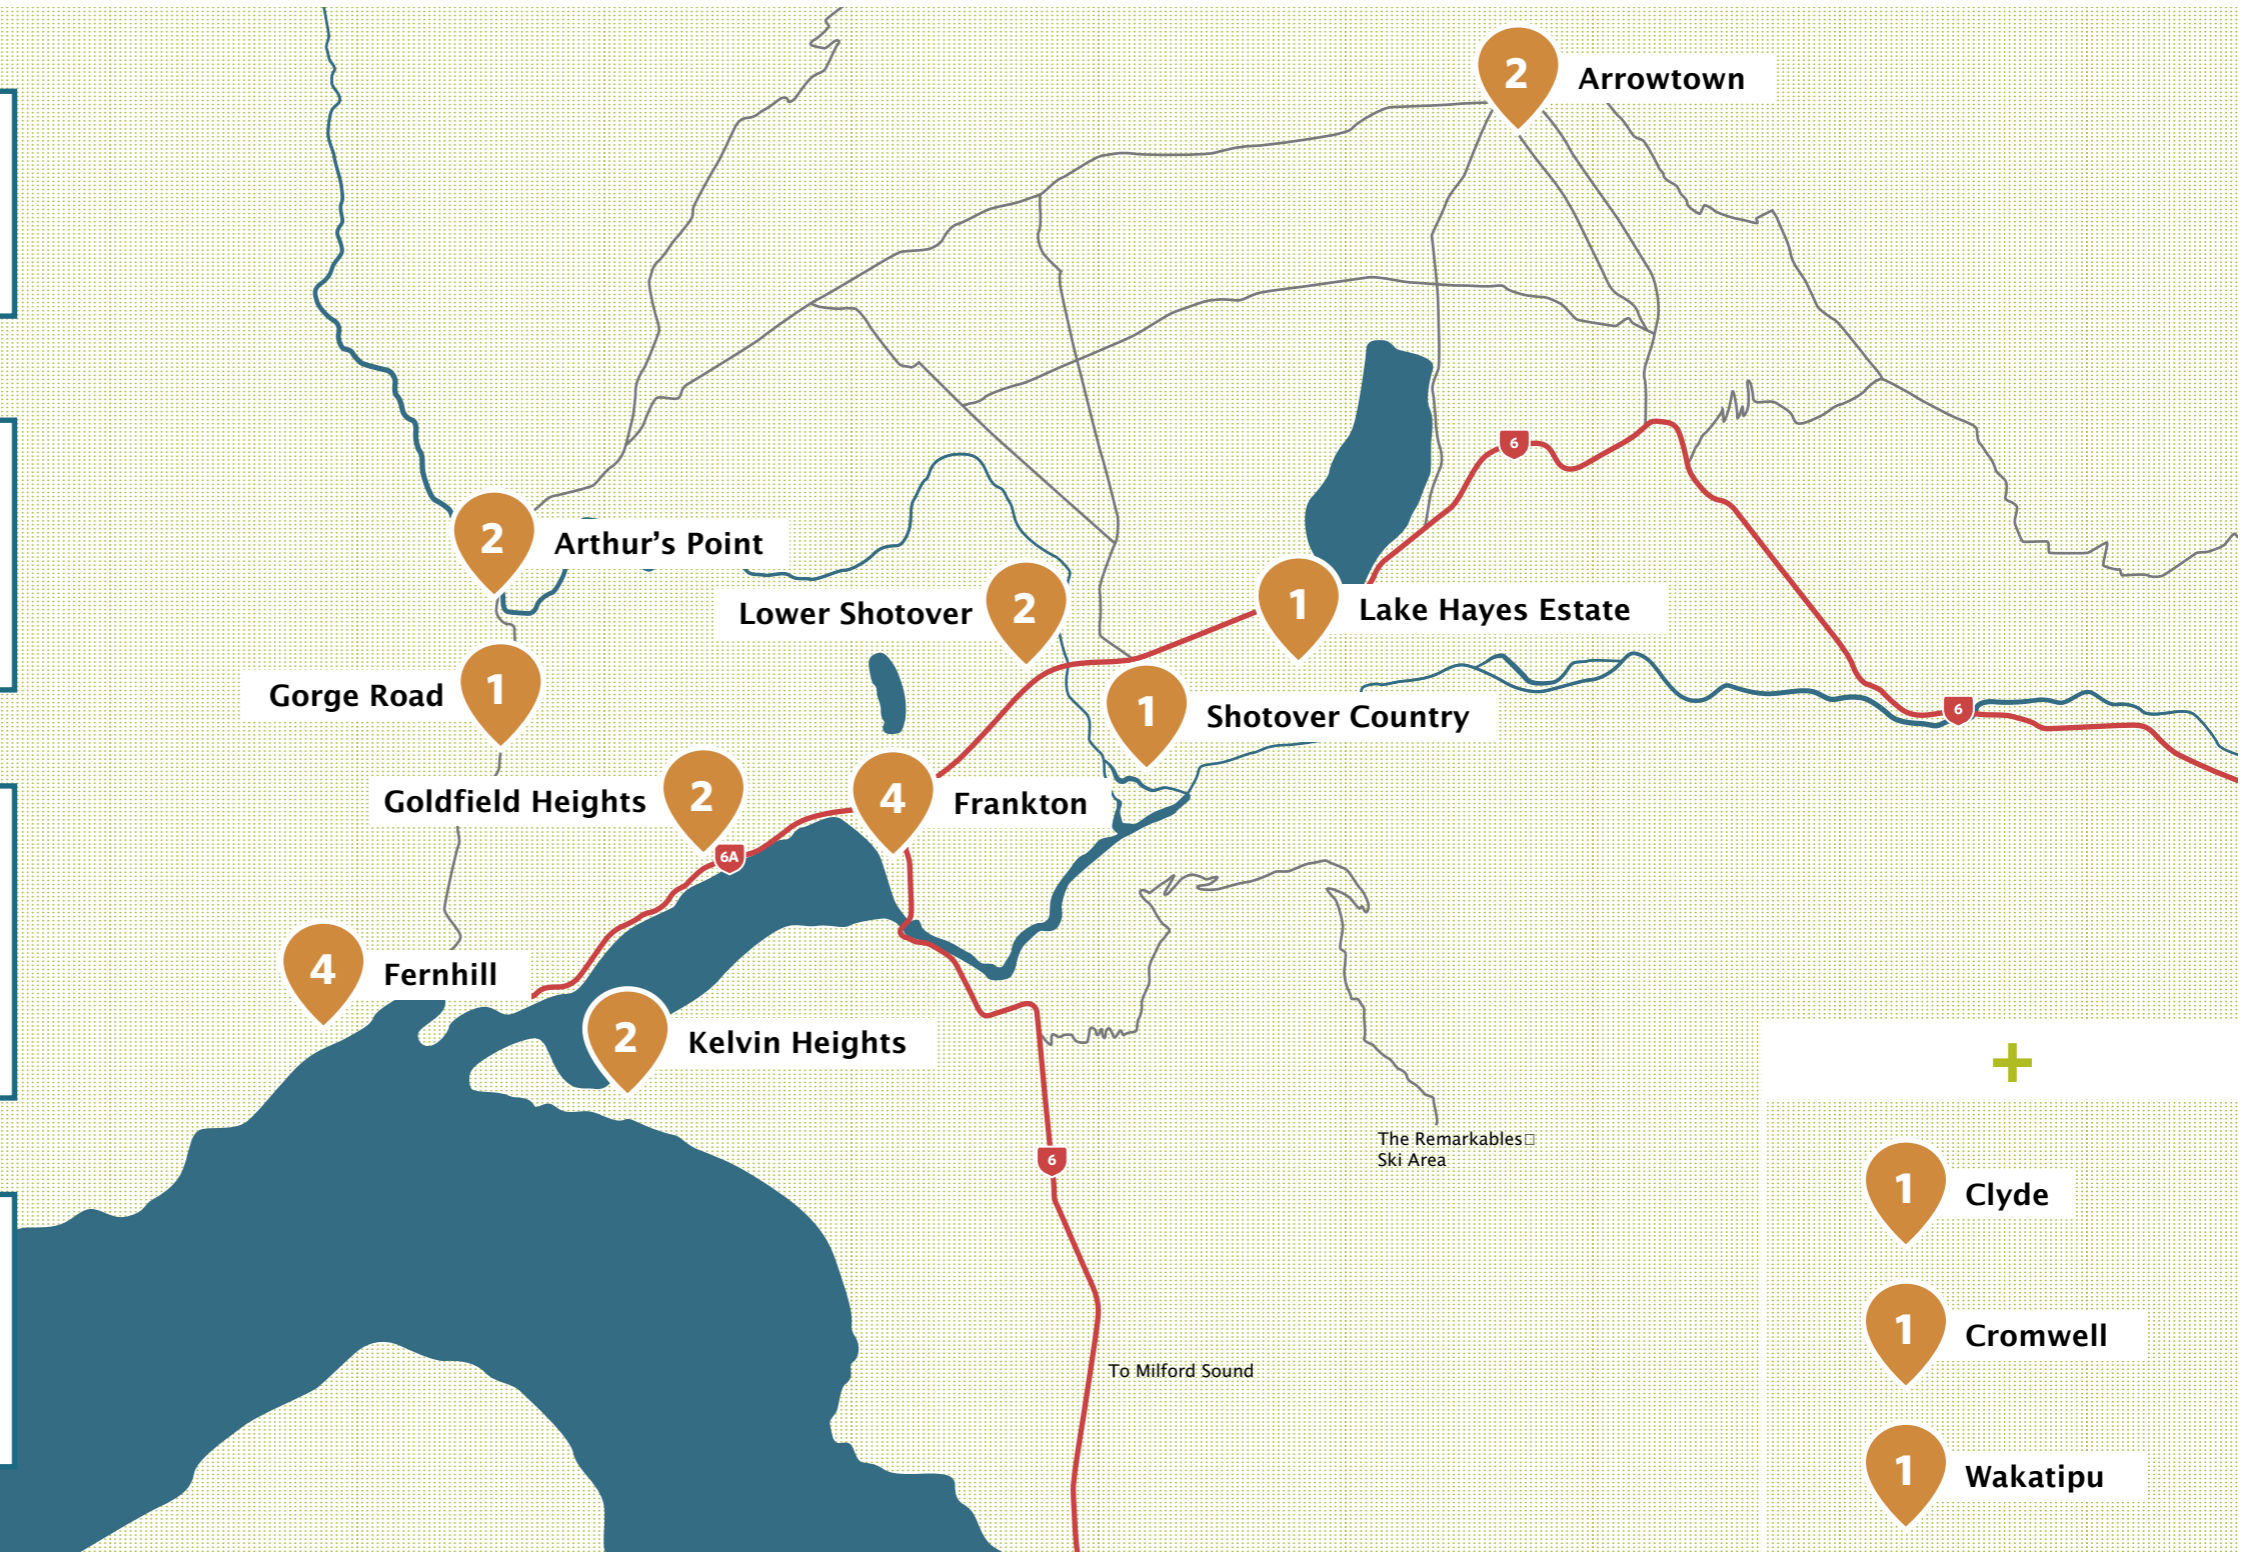 2 Arrowtown
6
2 Arthur’s Point
Lower Shotover 2
1 Lake Hayes Estate
Gorge Road 1
1 Shotover Country
6
Goldfield Heights 2
4 Frankton
6A
4 Fernhill
2 Kelvin Heights
+
The Remarkables
Ski Area
6
1 Clyde
1 Cromwell
To Milford Sound
1 Wakatipu